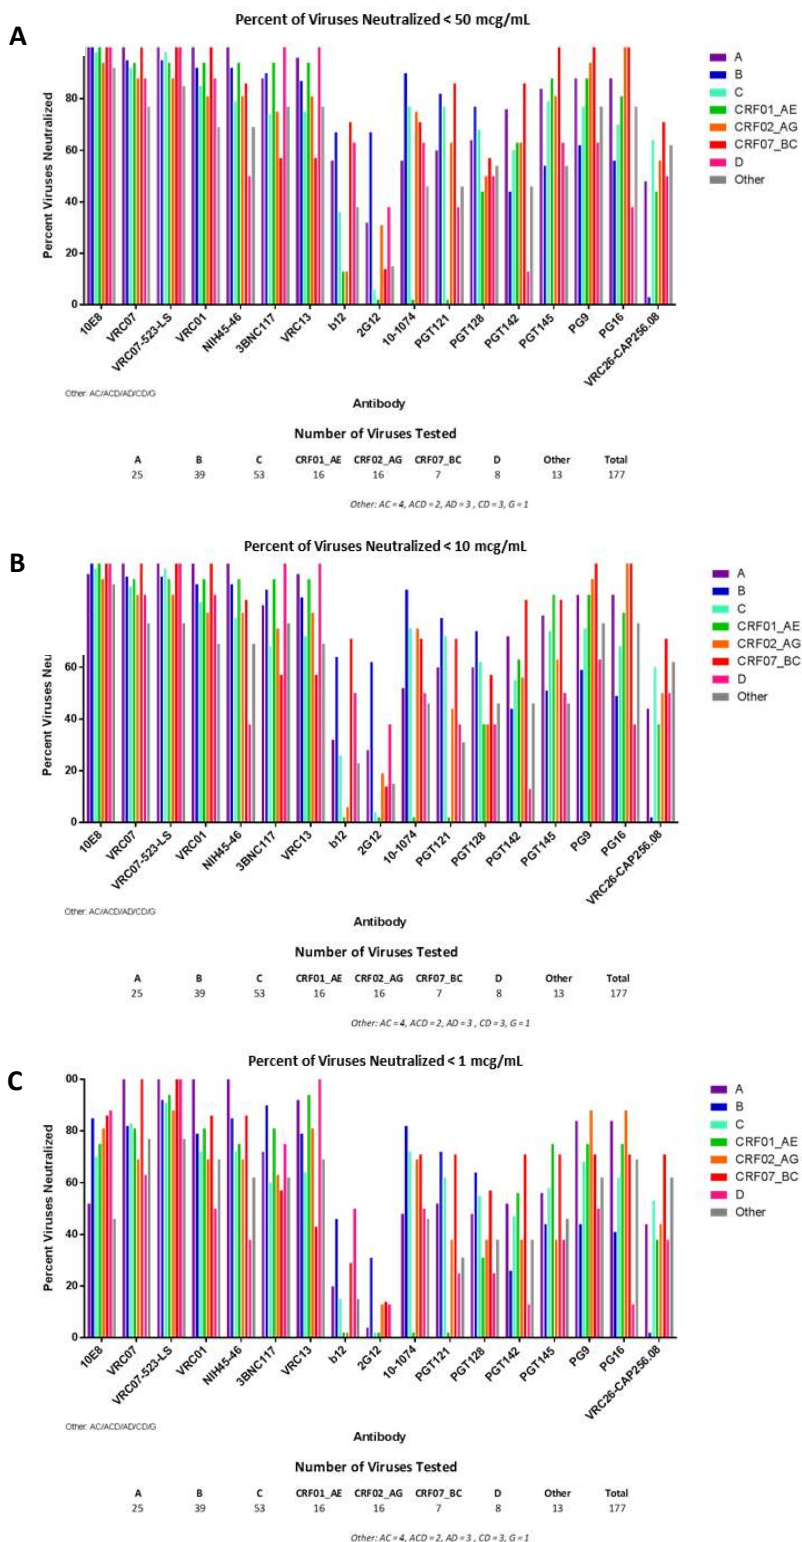 A
Percent of Viruses Neutralized < 50 mcg/mL
Percent Viruses Neutralized
80
60
40
20
0
10E8
VRC07
VRC07-523-LS
VRC01
NIH45-46
3BNC117
VRC13
b12
2G12
10-1074
PGT121
PGT128
PGT142
PGT145
PG9
PG16
VRC26-CAP256.08
A
B
C
CRF01_AE
CRF02_AG
CRF07_BC
D
Other
Other: AC/ACD/AD/CD/G
Antibody
Number of Viruses Tested
A B C CRF01_AE CRF02_AG CRF07_BC D Other Total
25 39 53 16 16 7 8 13 177
Other: AC = 4, ACD = 2, AD = 3 , CD = 3, G = 1
B
Percent of Viruses Neutralized < 10 mcg/mL
Percent Viruses Neu
60
40
20
0
10E8
VRC07
VRC07-523-LS
VRC01
NIH45-46
3BNC117
VRC13
b12
2G12
10-1074
PGT121
PGT128
PGT142
PGT145
PG9
PG16
VRC26-CAP256.08
A
B
C
CRF01_AE
CRF02_AG
CRF07_BC
D
Other
Other: AC/ACD/AD/CD/G
Antibody
Number of Viruses Tested
A B C CRF01_AE CRF02_AG CRF07_BC D Other Total
25 39 53 16 16 7 8 13 177
Other: AC = 4, ACD = 2, AD = 3 , CD = 3, G = 1
C
Percent of Viruses Neutralized < 1 mcg/mL
Percent Viruses Neutralized
00
80
60
40
20
0
10E8
VRC07
VRC07-523-LS
VRC01
NIH45-46
3BNC117
VRC13
b12
2G12
10-1074
PGT121
PGT128
PGT142
PGT145
PG9
PG16
VRC26-CAP256.08
A
B
C
CRF01_AE
CRF02_AG
CRF07_BC
D
Other
Other: AC/ACD/AD/CD/G
Antibody
Number of Viruses Tested
A B C CRF01_AE CRF02_AG CRF07_BC D Other Total
25 39 53 16 16 7 8 13 177
Other: AC = 4, ACD = 2, AD = 3 , CD = 3, G = 1